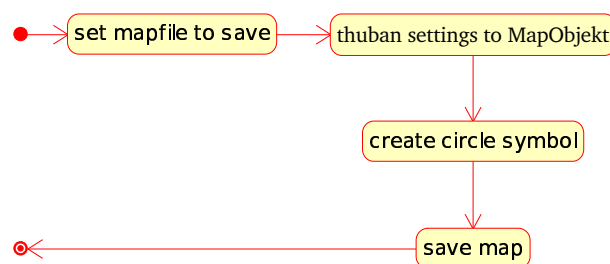 set mapfile to save
thuban settings to MapObjekt
create circle symbol
save map